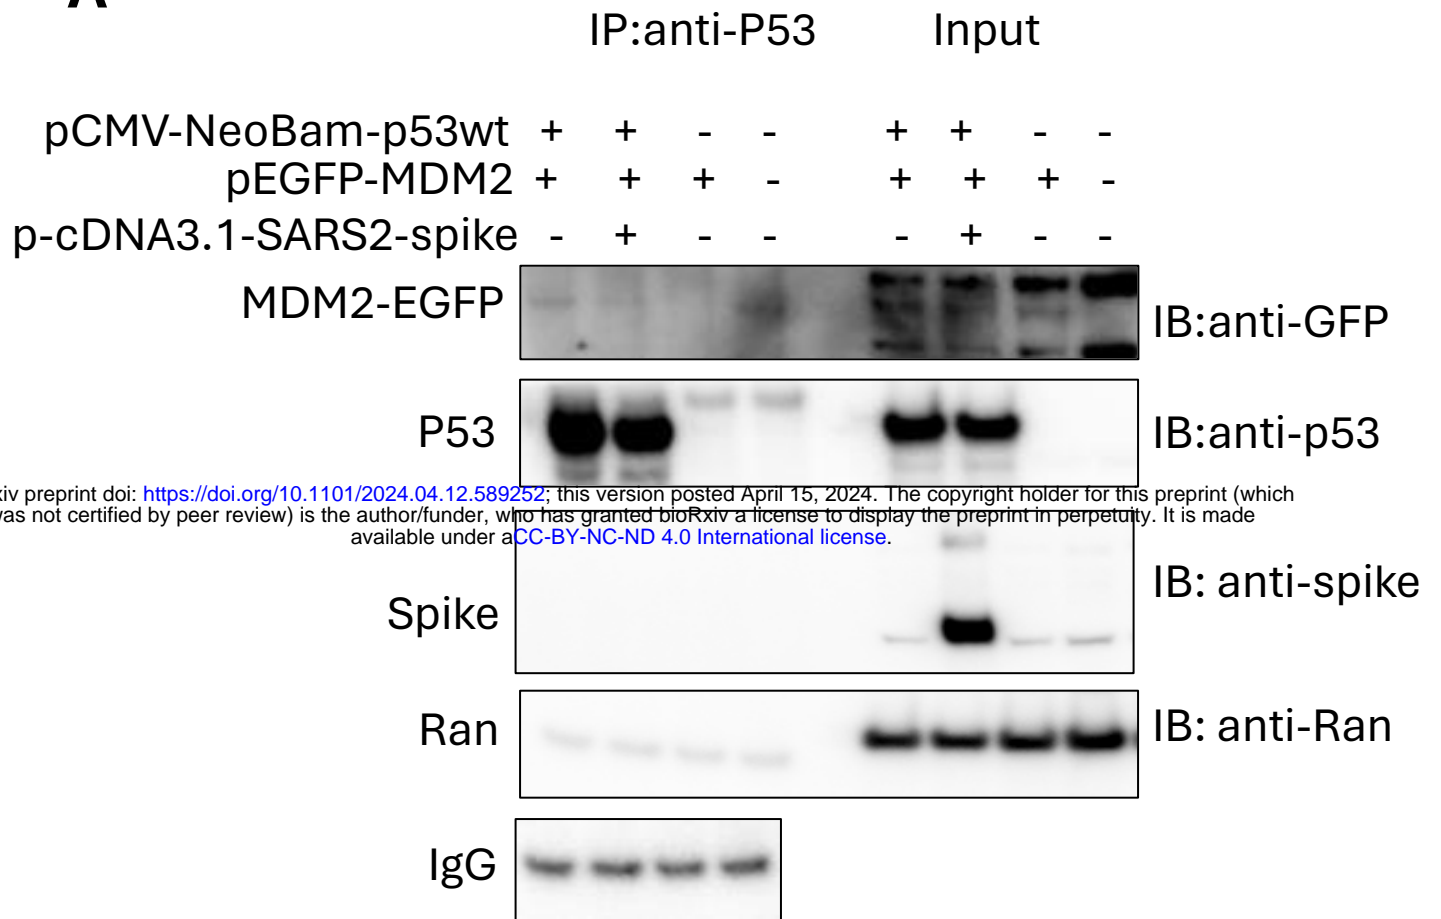 A
IP:anti-P53 Input
pCMV-NeoBam-p53wt + + - - + + - -
pEGFP-MDM2 + + + - + + + -
p-cDNA3.1-SARS2-spike - + - - - + - -
MDM2-EGFP IB:anti-GFP
P53 IB:anti-p53
xiv preprint doi: https://doi.org/10.1101/2024.04.12.589252; this version posted April 15, 2024. The copyright holder for this preprint (which
was not certified by peer review) is the author/funder, who has granted bioRxiv a license to display the preprint in perpetuity. It is made
available under aCC-BY-NC-ND 4.0 International license.
Spike IB: anti-spike
Ran IB: anti-Ran
IgG